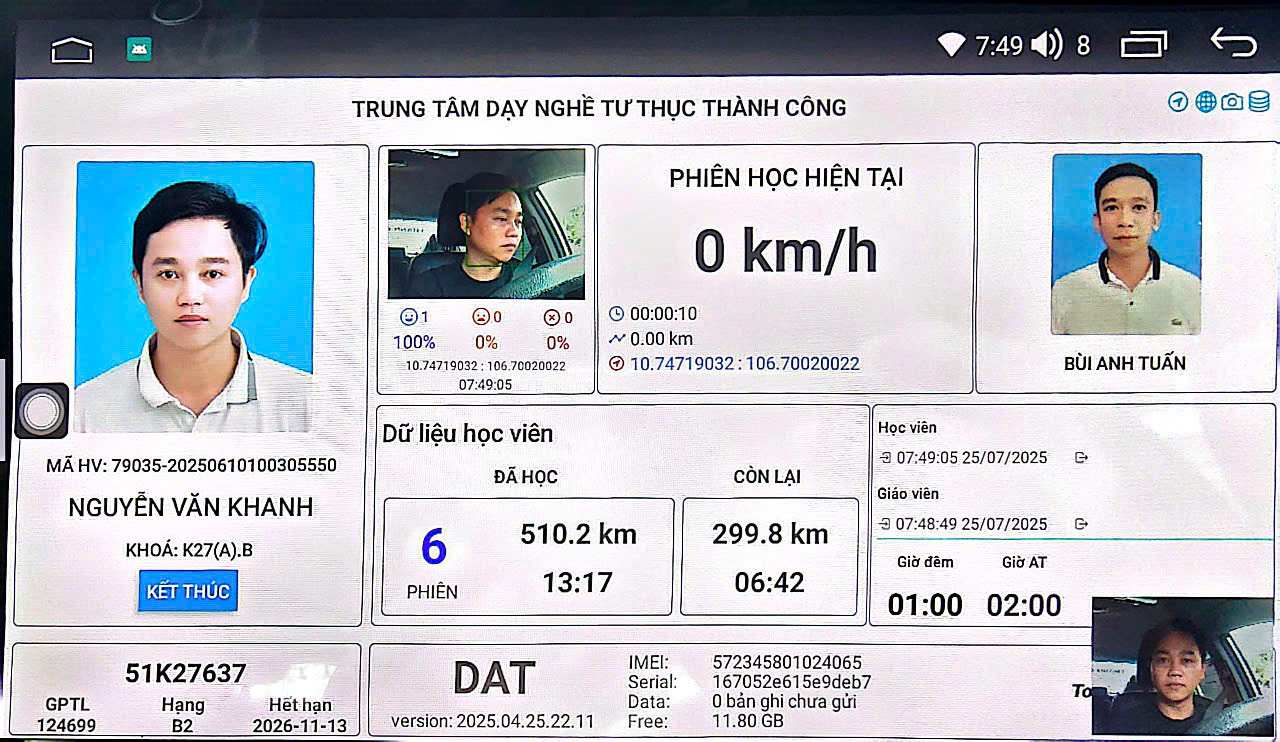 7:49 8
TRUNG TÂM DẠY NGHỀ TƯ THỤC THÀNH CÔNG
MÃ HV: 79035-20250610100305550
NGUYỄN VĂN KHANH
KHOÁ: K27(A).B
KẾT THÚC
1 0 0
100% 0% 0%
10.74719032 : 106.70020022
07:49:05
PHIÊN HỌC HIỆN TẠI
0 km/h
00:00:10
0.00 km
10.74719032 : 106.70020022
BÙI ANH TUẤN
Dữ liệu học viên
ĐÃ HỌC
CÒN LẠI
6
PHIÊN
510.2 km
13:17
299.8 km
06:42
Học viên
07:49:05 25/07/2025
Giáo viên
07:48:49 25/07/2025
Giờ đêm Giờ AT
01:00 02:00
51K27637
GPTL Hạng Hết hạn
124699 B2 2026-11-13
DAT
version: 2025.04.25.22.11
IMEI: 572345801024065
Serial: 167052e615e9deb7
Data: 0 bản ghi chưa gửi
Free: 11.80 GB